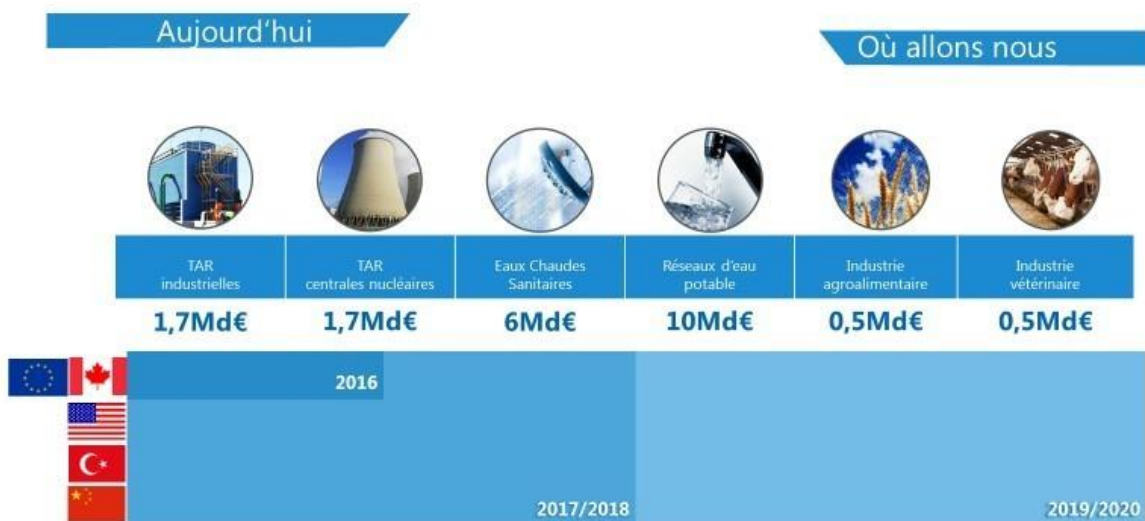 Aujourd'hui
Où allons nous
TAR
industrielles
TAR
centrales nucléaires
Eaux Chaudes
Sanitaires
Réseaux d'eau
potable
Industrie
agroalimentaire
Industrie
vétérinaire
1,7Md€
1,7Md€
6Md€
10Md€
0,5Md€
0,5Md€
2016
2017/2018
2019/2020